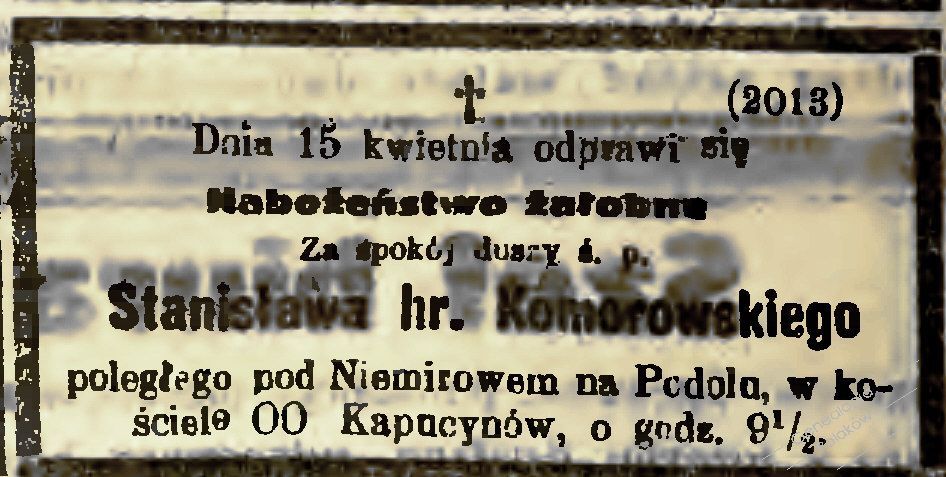 †
(2013)
Dnia 15 kwietnia odprawi się
Nabożeństwo żałobne
Za spokój duszy ś. p.
Stanisława hr. Komorowskiego
poległego pod Niemirowem na Podolu, w ko-
ściele OO Kapucynów, o godz. 9½.